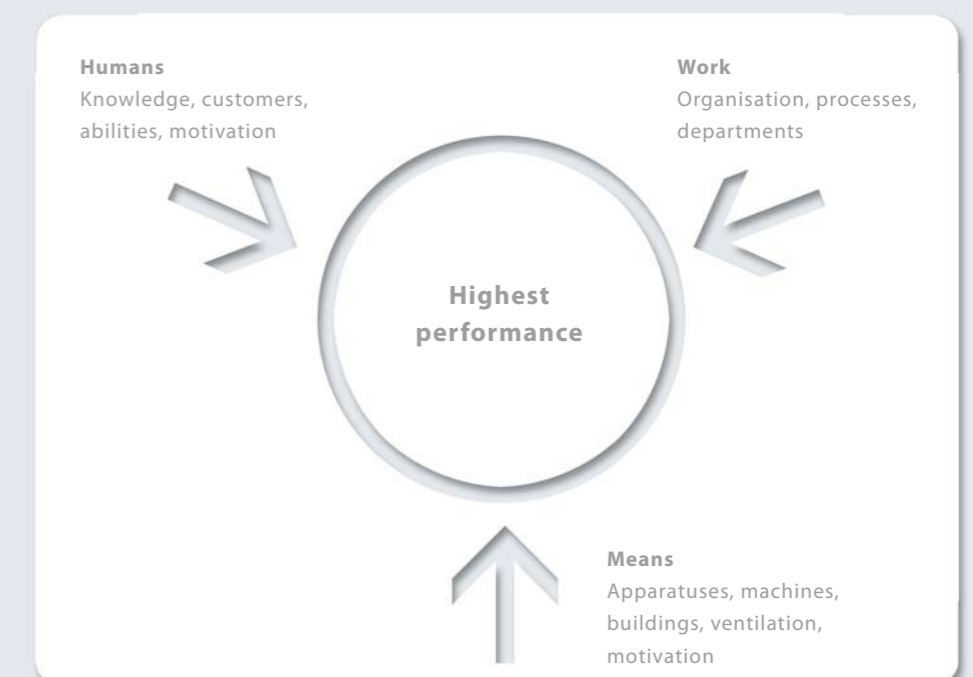 Humans
Knowledge, customers,
abilities, motivation
Work
Organisation, processes,
departments
Highest
performance
Means
Apparatuses, machines,
buildings, ventilation,
motivation